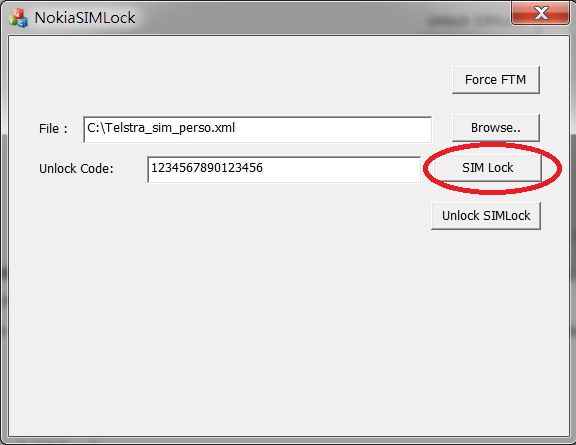 NokiaSIMLock
Force FTM
File : C:\Telstra_sim_perso.xml Browse..
Unlock Code: 1234567890123456 SIM Lock
Unlock SIMLock